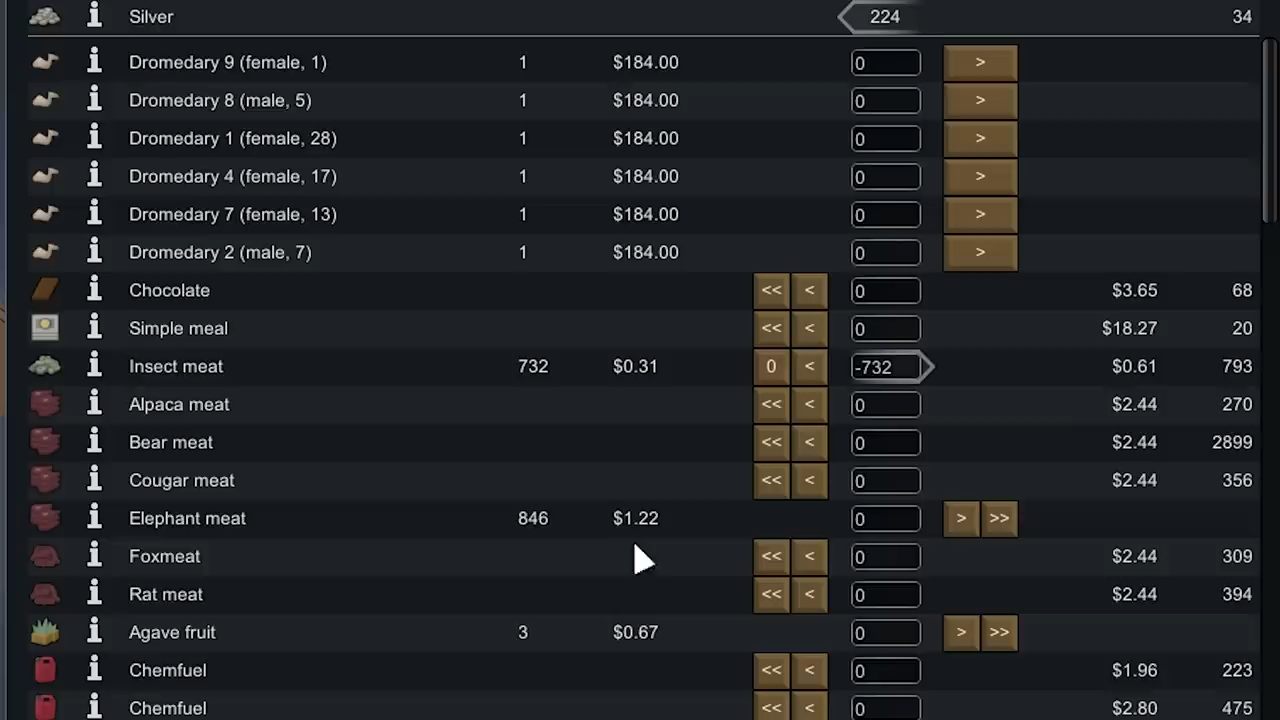 Silver 224 34
Dromedary 9 (female, 1) 1 $184.00 0 >
Dromedary 8 (male, 5) 1 $184.00 0 >
Dromedary 1 (female, 28) 1 $184.00 0 >
Dromedary 4 (female, 17) 1 $184.00 0 >
Dromedary 7 (female, 13) 1 $184.00 0 >
Dromedary 2 (male, 7) 1 $184.00 0 >
Chocolate << < 0 $3.65 68
Simple meal << < 0 $18.27 20
Insect meat 732 $0.31 0 < -732 $0.61 793
Alpaca meat << < 0 $2.44 270
Bear meat << < 0 $2.44 2899
Cougar meat << < 0 $2.44 356
Elephant meat 846 $1.22 0 > >>
Foxmeat << < 0 $2.44 309
Rat meat << < 0 $2.44 394
Agave fruit 3 $0.67 0 > >>
Chemfuel << < 0 $1.96 223
Chemfuel << < 0 $2.80 475